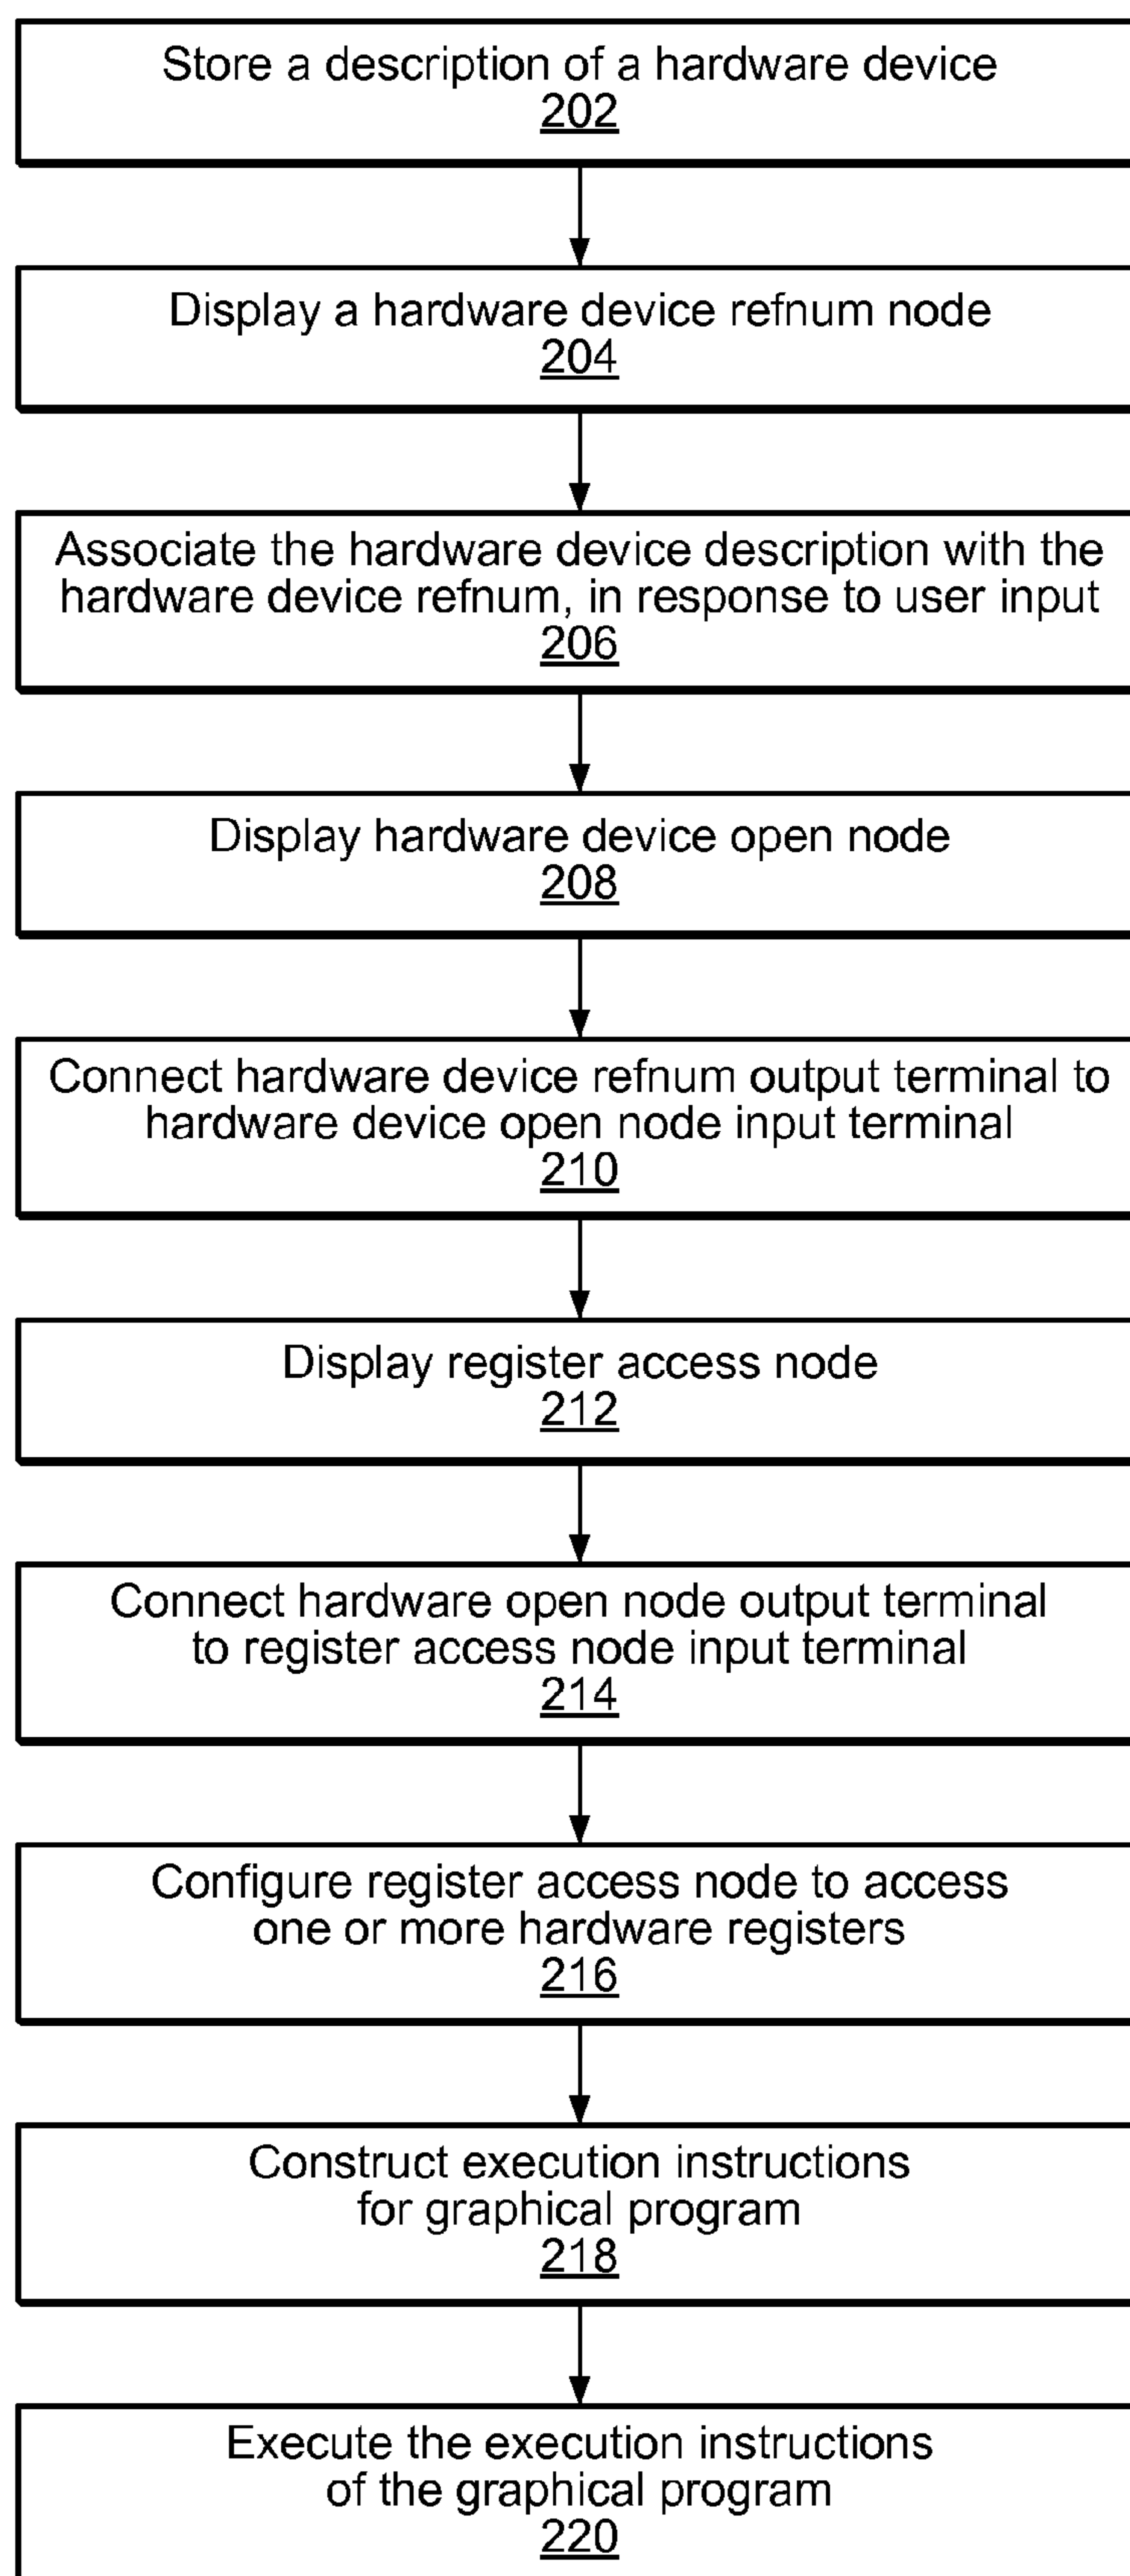 Store a description of a hardware device
202
Display a hardware device refnum node
204
Associate the hardware device description with the
hardware device refnum, in response to user input
206
Display hardware device open node
208
Connect hardware device refnum output terminal to
hardware device open node input terminal
210
Display register access node
212
Connect hardware open node output terminal
to register access node input terminal
214
Configure register access node to access
one or more hardware registers
216
Construct execution instructions
for graphical program
218
Execute the execution instructions
of the graphical program
220